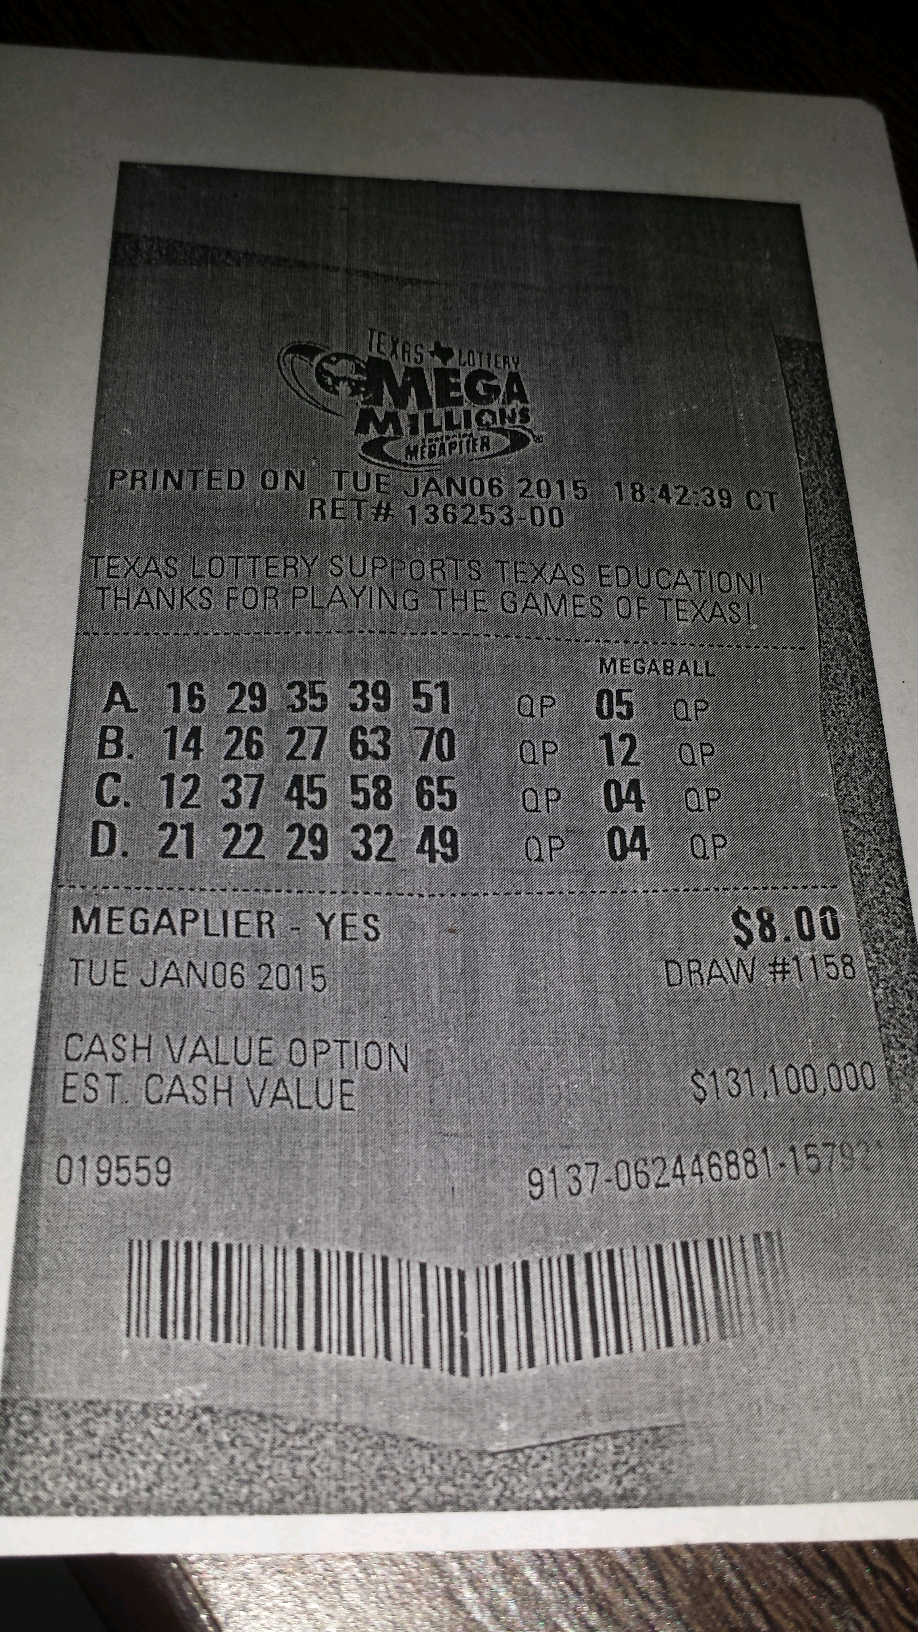 TEXAS LOTTERY
MEGA
MILLIONS
MEGAPLIER
PRINTED ON TUE JAN06 2015 18:42:39 CT
RET# 136253-00
TEXAS LOTTERY SUPPORTS TEXAS EDUCATION!
THANKS FOR PLAYING THE GAMES OF TEXAS!
MEGABALL
A. 16 29 35 39 51 QP 05 QP
B. 14 26 27 63 70 QP 12 QP
C. 12 37 45 58 65 QP 04 QP
D. 21 22 29 32 49 QP 04 QP
MEGAPLIER - YES $8.00
TUE JAN06 2015 DRAW #1158
CASH VALUE OPTION
EST. CASH VALUE $131,100,000
019559 9137-062446881-157921